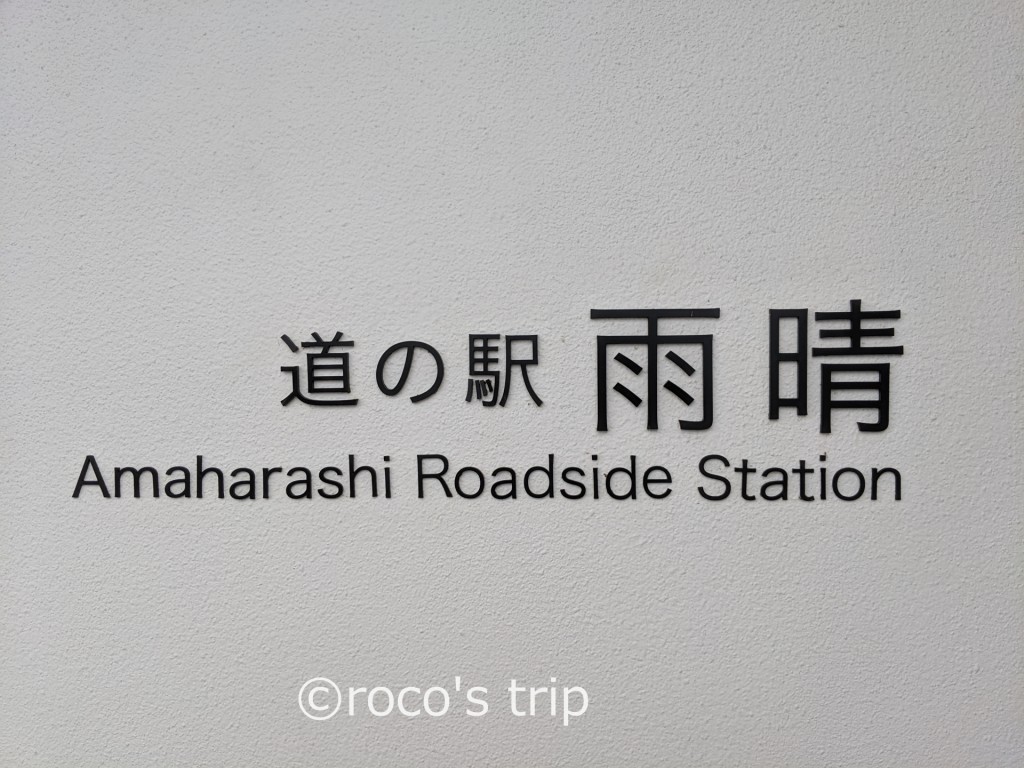 道の駅 雨晴
Amaharashi Roadside Station
©roco's trip